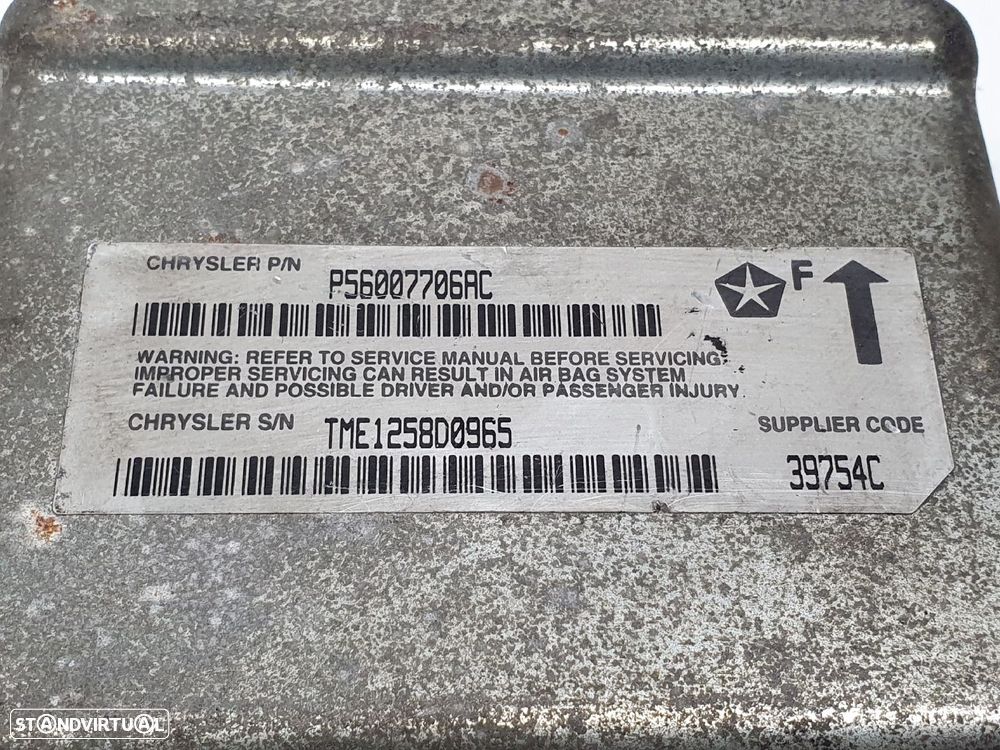 CHRYSLER P/N P56007706AC
F
WARNING: REFER TO SERVICE MANUAL BEFORE SERVICING.
IMPROPER SERVICING CAN RESULT IN AIR BAG SYSTEM
FAILURE AND POSSIBLE DRIVER AND/OR PASSENGER INJURY.
CHRYSLER S/N TME1258D0965
SUPPLIER CODE
39754C
STANDVIRTUAL